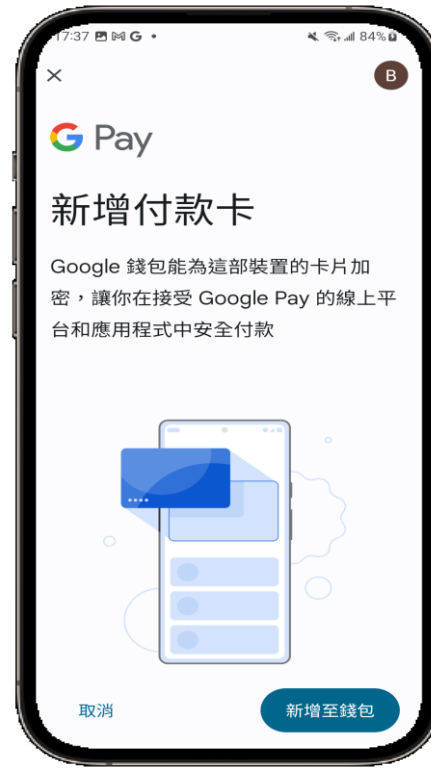 17:37 G •
84%
B
G Pay
新增付款卡
Google 錢包能為這部裝置的卡片加
密，讓你在接受 Google Pay 的線上平
台和應用程式中安全付款
取消
新增至錢包